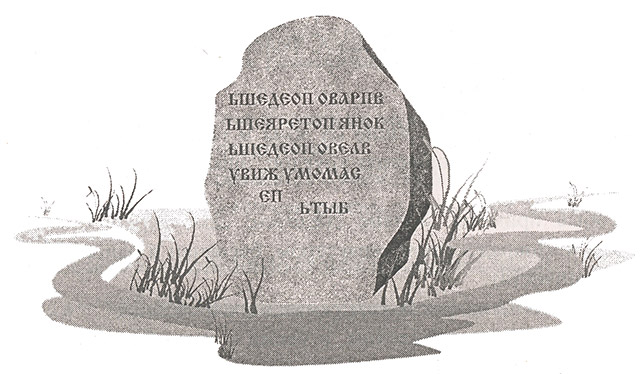 ЬШЕДЕОП ОВАРПВ
ЬШЕЯРЕТОП ЯНОК
ЬШЕДЕОП ОВЕЛВ
УВИЖ УМОМАС
ЕП ЬТЫБ